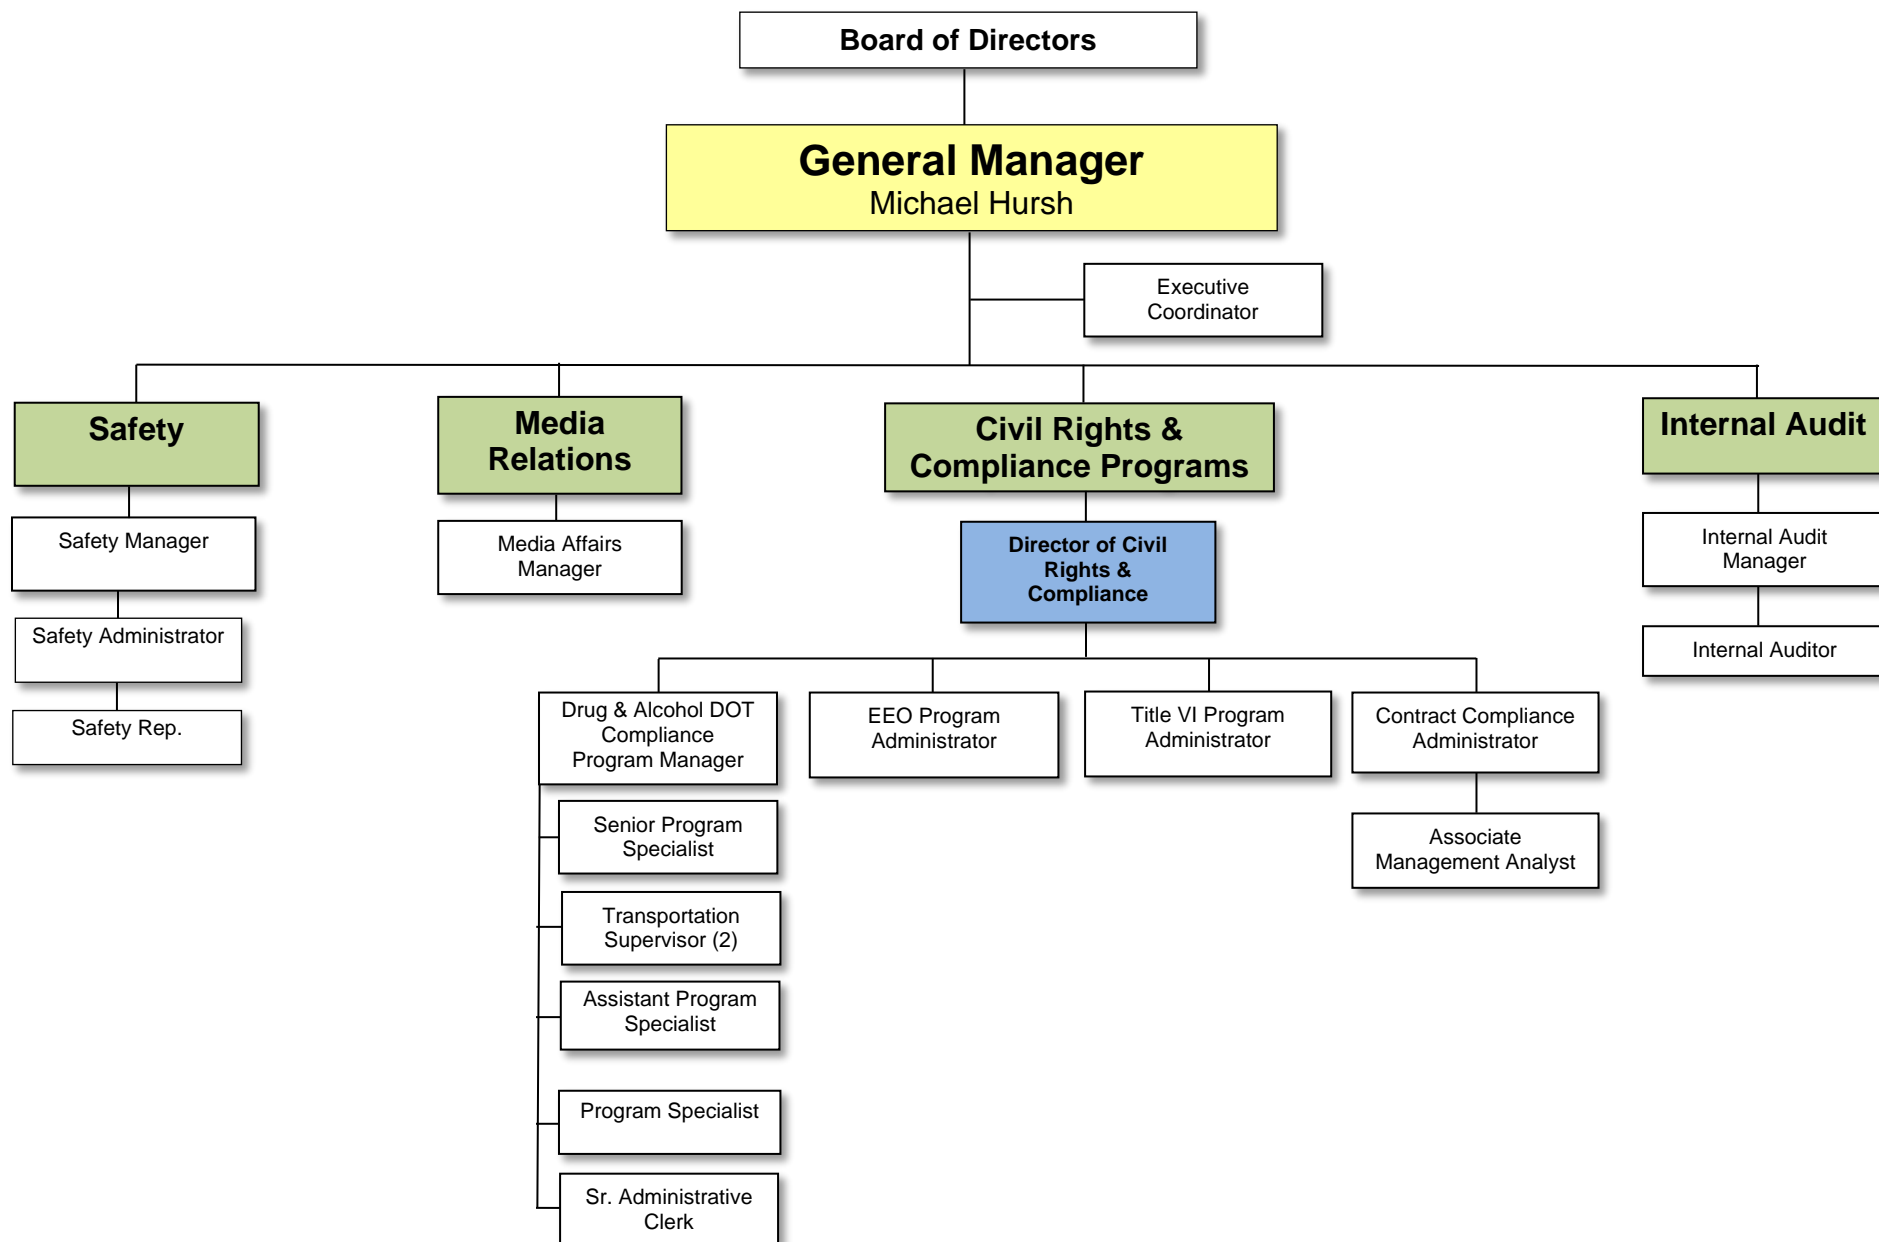 Board of Directors
General Manager
Michael Hursh
Executive
Coordinator
Safety
Media
Relations
Civil Rights &
Compliance Programs
Internal Audit
Safety Manager
Media Affairs
Manager
Director of Civil
Rights &
Compliance
Internal Audit
Manager
Safety Administrator
Internal Auditor
Safety Rep.
Drug & Alcohol DOT
Compliance
Program Manager
EEO Program
Administrator
Title VI Program
Administrator
Contract Compliance
Administrator
Senior Program
Specialist
Associate
Management Analyst
Transportation
Supervisor (2)
Assistant Program
Specialist
Program Specialist
Sr. Administrative
Clerk